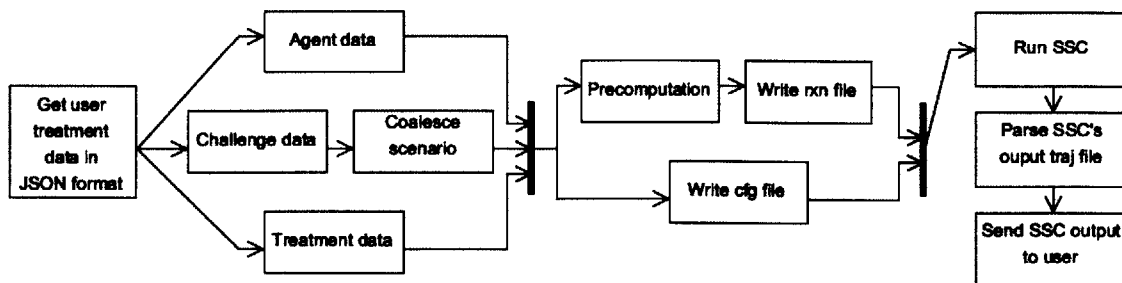 Get user
treatment
data in
JSON format
Agent data
Challenge data
Coalesce
scenario
Treatment data
Precomputation
Write rxn file
Write cfg file
Run SSC
Parse SSC's
ouput traj file
Send SSC output
to user